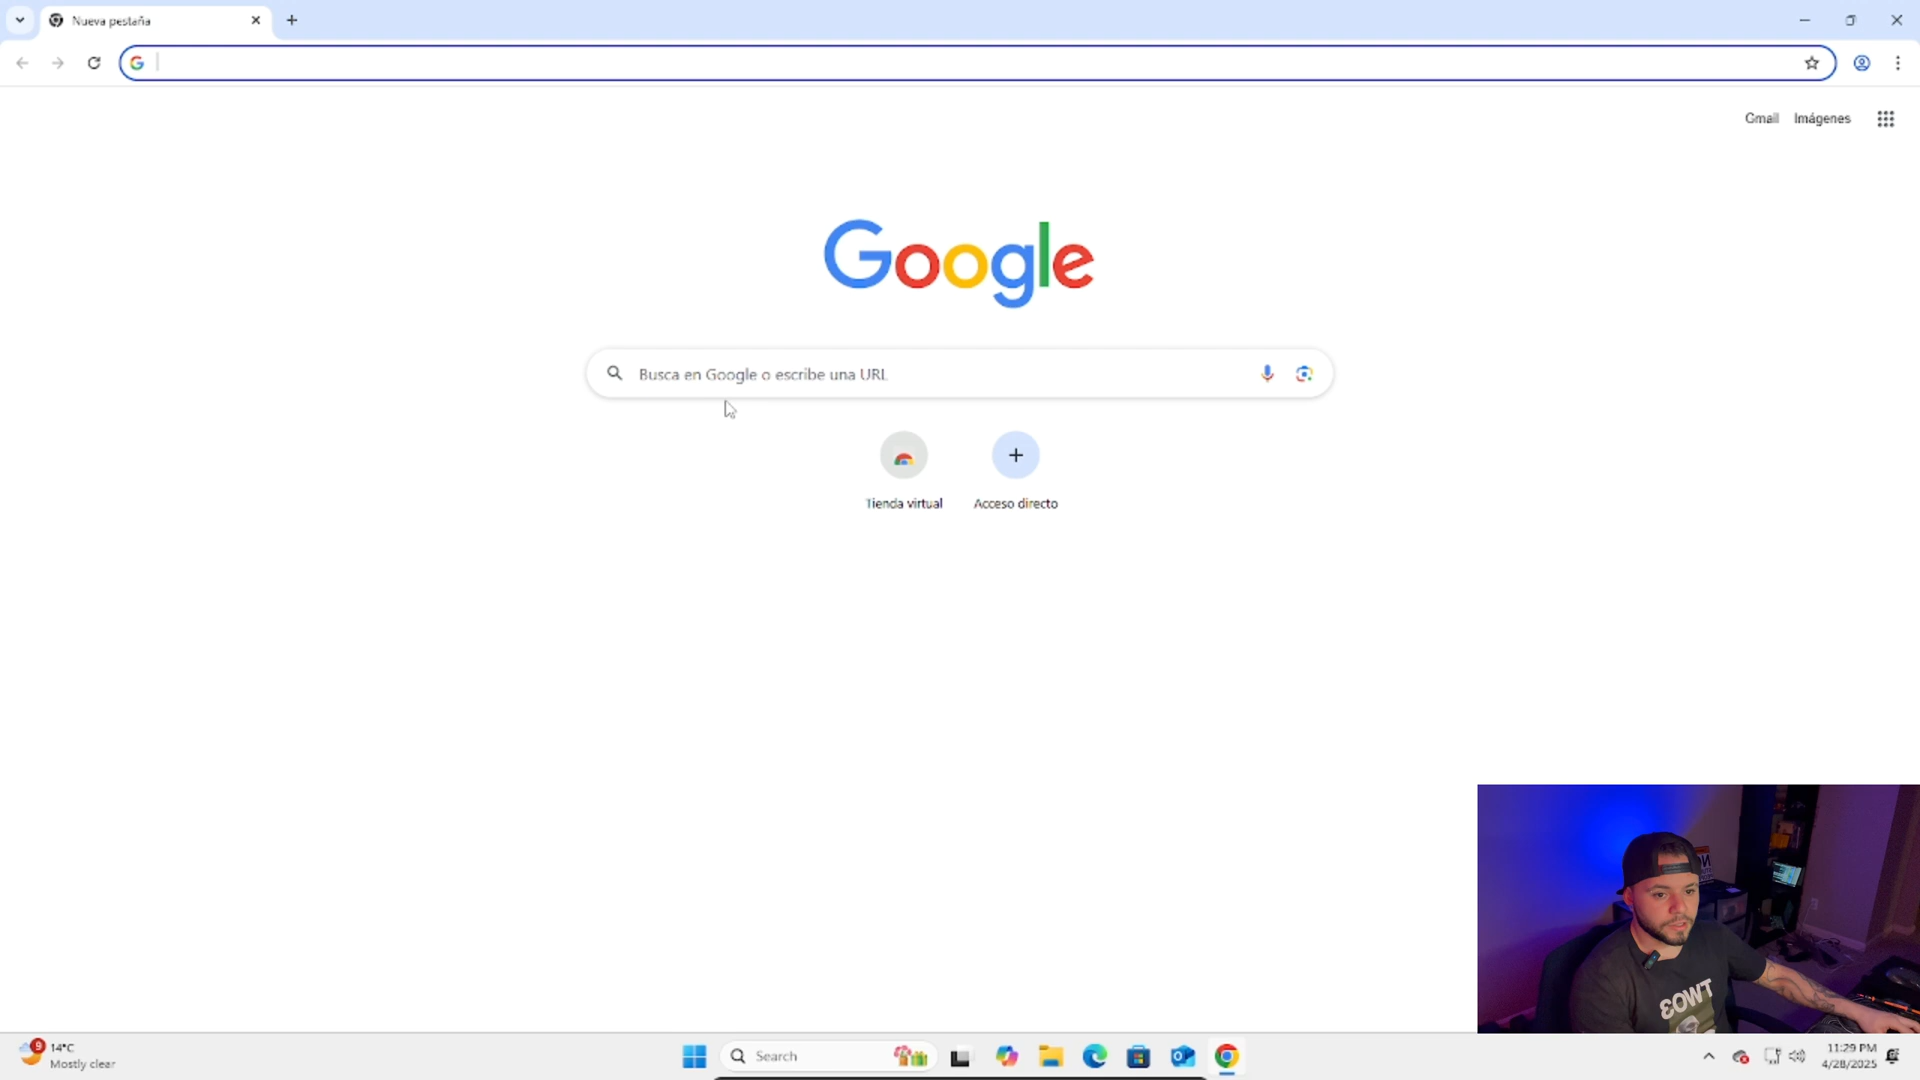 Nueva pestaña
Gmail Imágenes
Google
Busca en Google o escribe una URL
Tienda virtual Acceso directo
9 14°C
Mostly clear
Search
11:29 PM
4/28/2025